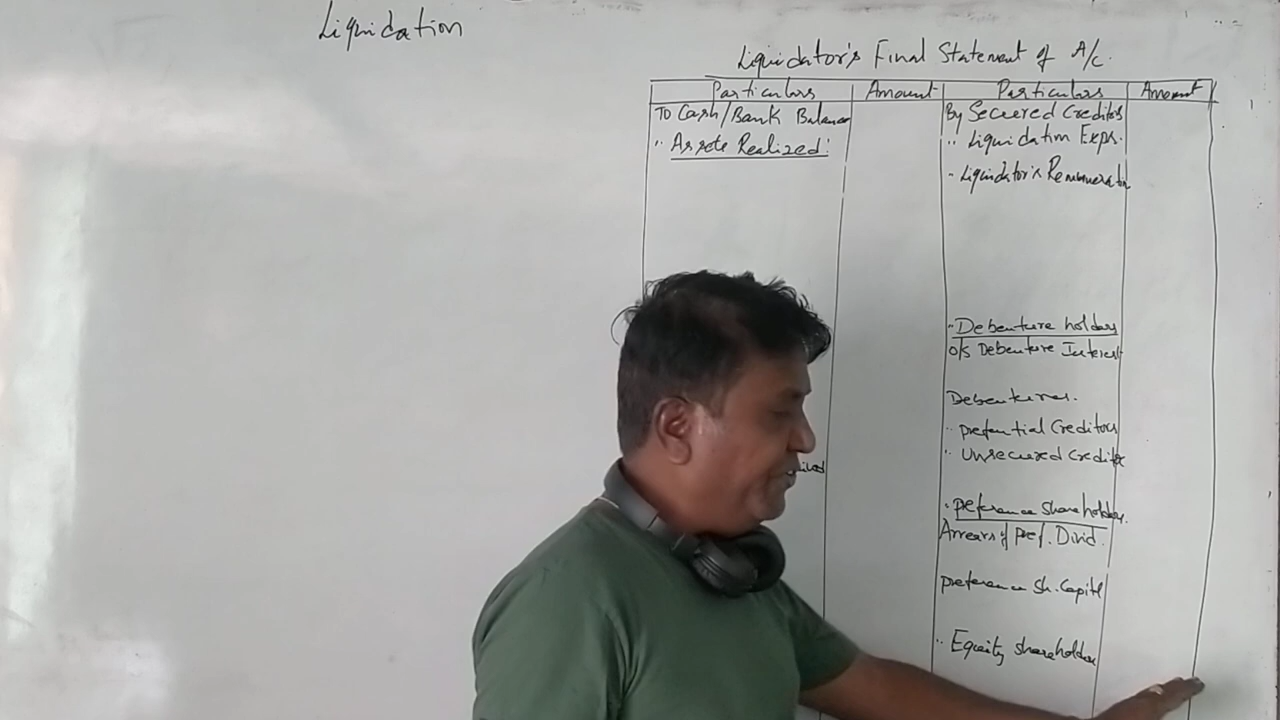 Liquidation
Liquidator's Final Statement of A/c.
Particulars Amount Particulars Amount
To Cash/Bank Balance
" Assets Realized:
By Secured Creditors
" Liquidation Exps.
" Liquidator's Remuneration
" Debenture holders
o/s Debenture Interest
Debentures.
" Prefential Creditors
" Unsecured Creditors
" Preference Shareholders.
Arrears of Pref. Divid.
Preference Sh. Capital
" Equity Shareholders